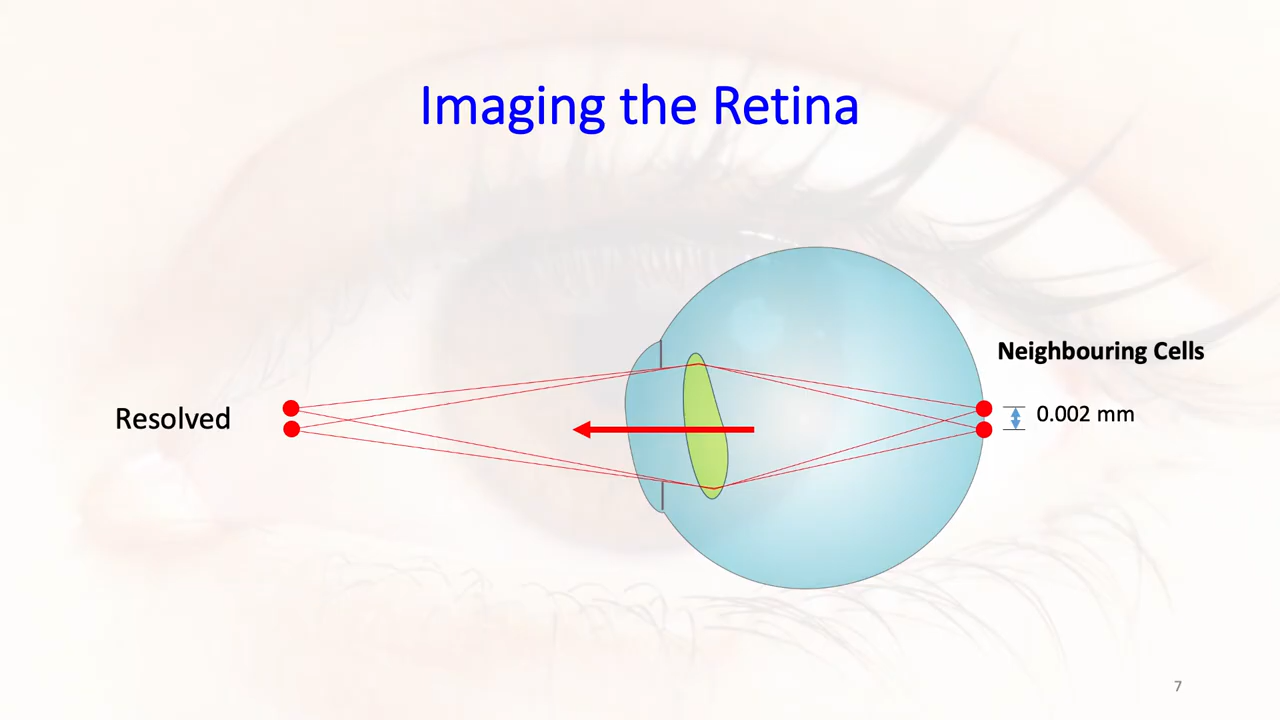 Imaging the Retina
Neighbouring Cells
Resolved
0.002 mm
7